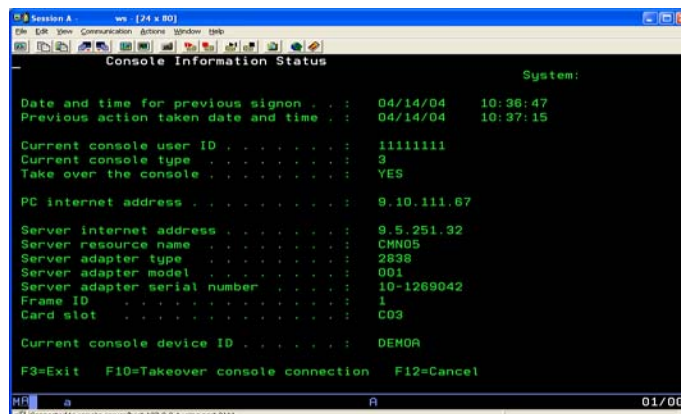 Session A - ws - [24 x 80]
File Edit View Communication Actions Window Help
Console Information Status
System:
Date and time for previous signon . . : 04/14/04 10:36:47
Previous action taken date and time . : 04/14/04 10:37:15
Current console user ID . . . . . . . : 11111111
Current console type . . . . . . . . : 3
Take over the console . . . . . . . . : YES
PC internet address . . . . . . . . . : 9.10.111.67
Server internet address . . . . . . . : 9.5.251.32
Server resource name . . . . . . . . : CMN05
Server adapter type . . . . . . . . : 2838
Server adapter model . . . . . . . . : 001
Server adapter serial number . . . . : 10-1269042
Frame ID . . . . . . . . . . . . . : 1
Card slot . . . . . . . . . . . . . : C03
Current console device ID . . . . . . : DEMOA
F3=Exit F10=Takeover console connection F12=Cancel
MA a A 01/00